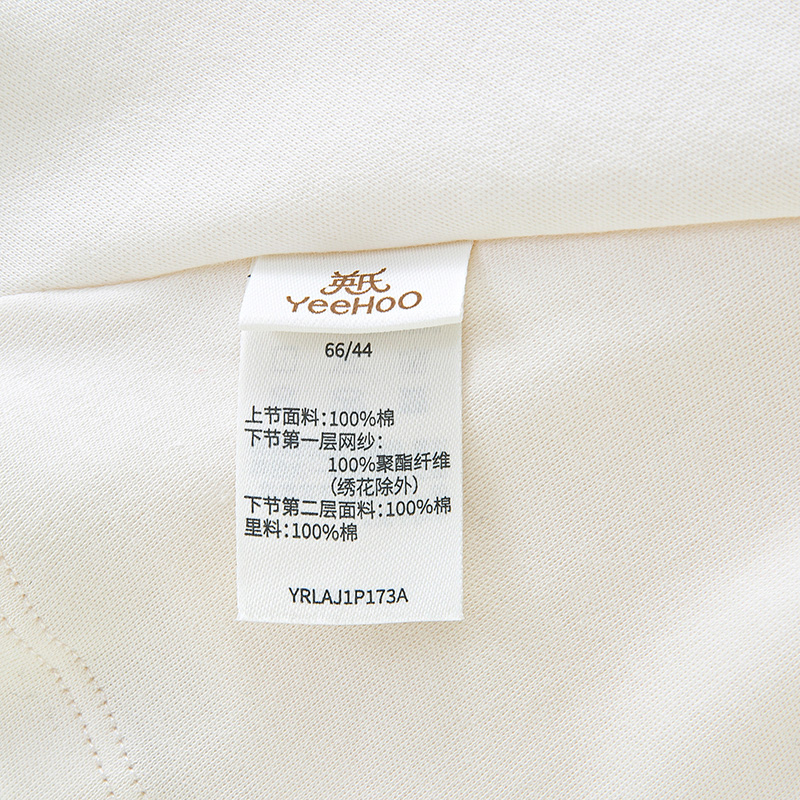 英氏
YeeHoO
66/44
上节面料:100%棉
下节第一层网纱:
100%聚酯纤维
(绣花除外)
下节第二层面料:100%棉
里料:100%棉
YRLAJ1P173A